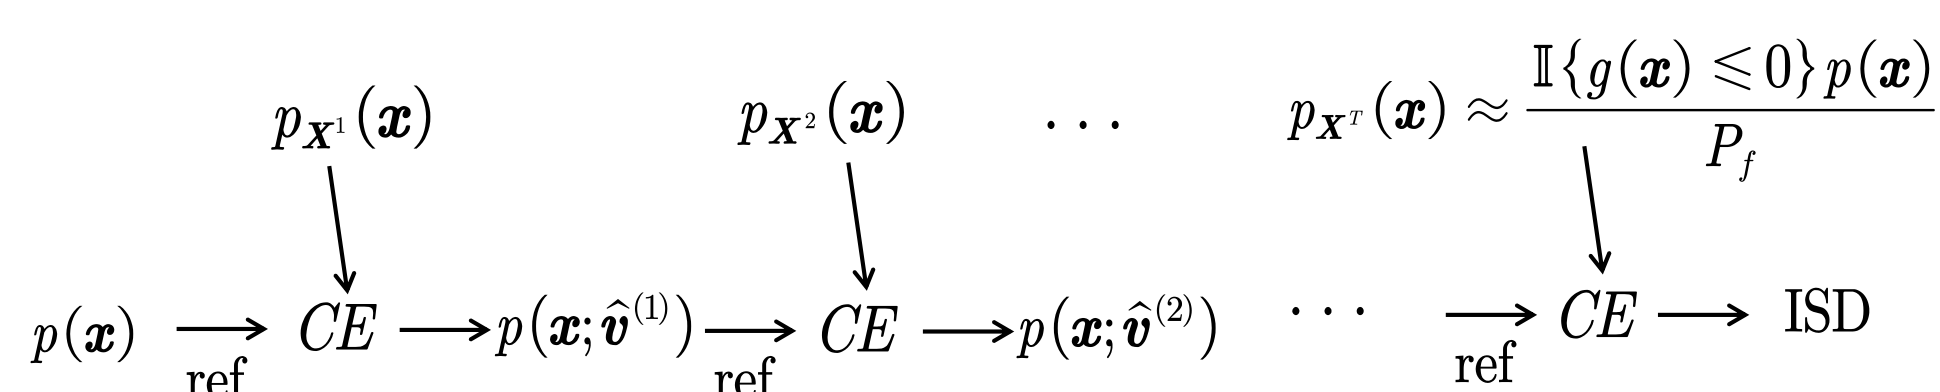 p_{X^1}(x) p_{X^2}(x) ··· p_{X^T}(x) ≈ 𝕀{g(x) ⩽ 0}p(x) / P_f
p(x) → CE → p(x; v̂^{(1)}) → CE → p(x; v̂^{(2)}) ··· → CE → ISD
ref ref ref